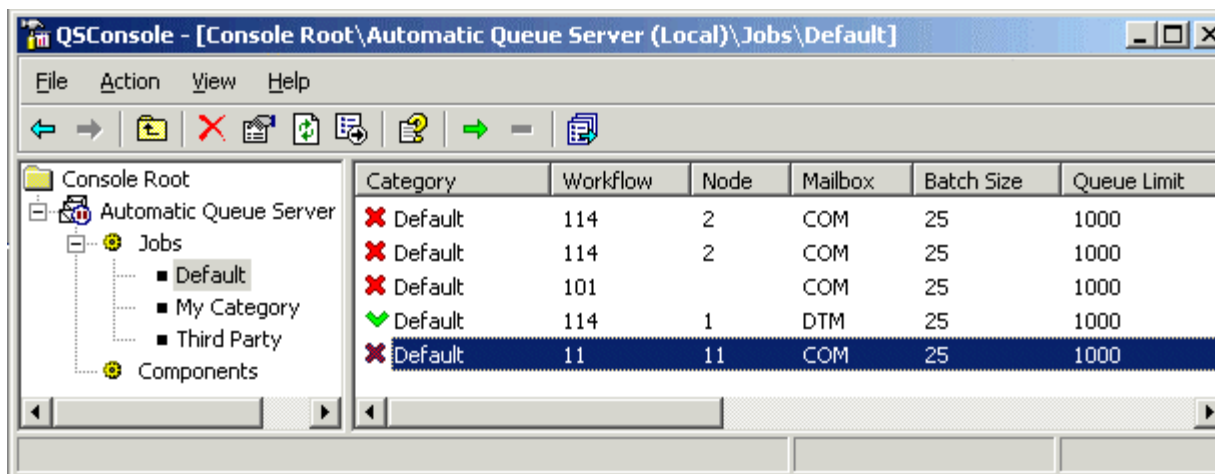 QSConsole - [Console Root\Automatic Queue Server (Local)\Jobs\Default]
File Action View Help
Console Root
Automatic Queue Server
Jobs
Default
My Category
Third Party
Components
Category Workflow Node Mailbox Batch Size Queue Limit
Default 114 2 COM 25 1000
Default 114 2 COM 25 1000
Default 101 COM 25 1000
Default 114 1 DTM 25 1000
Default 11 11 COM 25 1000